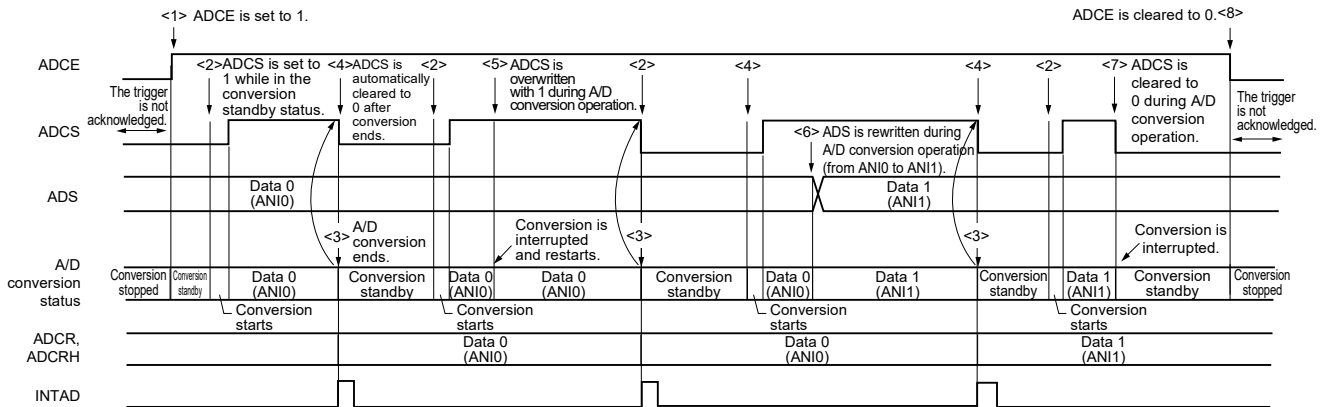 <1> ADCE is set to 1.
ADCE is cleared to 0.<8>
ADCE
The trigger
is not
acknowledged.
<2> ADCS is set to
1 while in the
conversion
standby status.
<4> ADCS is
automatically
cleared to
0 after
conversion
ends.
<2>
<5> ADCS is
overwritten
with 1 during A/D
conversion operation.
<2>
<4>
<4>
<2>
<7> ADCS is
cleared to
0 during A/D
conversion
operation.
The trigger
is not
acknowledged.
ADCS
<6> ADS is rewritten during
A/D conversion operation
(from ANI0 to ANI1).
ADS
Data 0
(ANI0)
Data 1
(ANI1)
<3> A/D
conversion
ends.
Conversion is
interrupted
and restarts.
<3>
<3>
Conversion is
interrupted.
A/D
conversion
status
Conversion
stopped
Conversion
standby
Data 0
(ANI0)
Conversion
standby
Data 0
(ANI0)
Data 0
(ANI0)
Conversion
standby
Data 0
(ANI0)
Data 1
(ANI1)
Conversion
standby
Data 1
(ANI1)
Conversion
standby
Conversion
stopped
Conversion
starts
Conversion
starts
Conversion
starts
Conversion
starts
ADCR,
ADCRH
Data 0
(ANI0)
Data 0
(ANI0)
Data 1
(ANI1)
INTAD